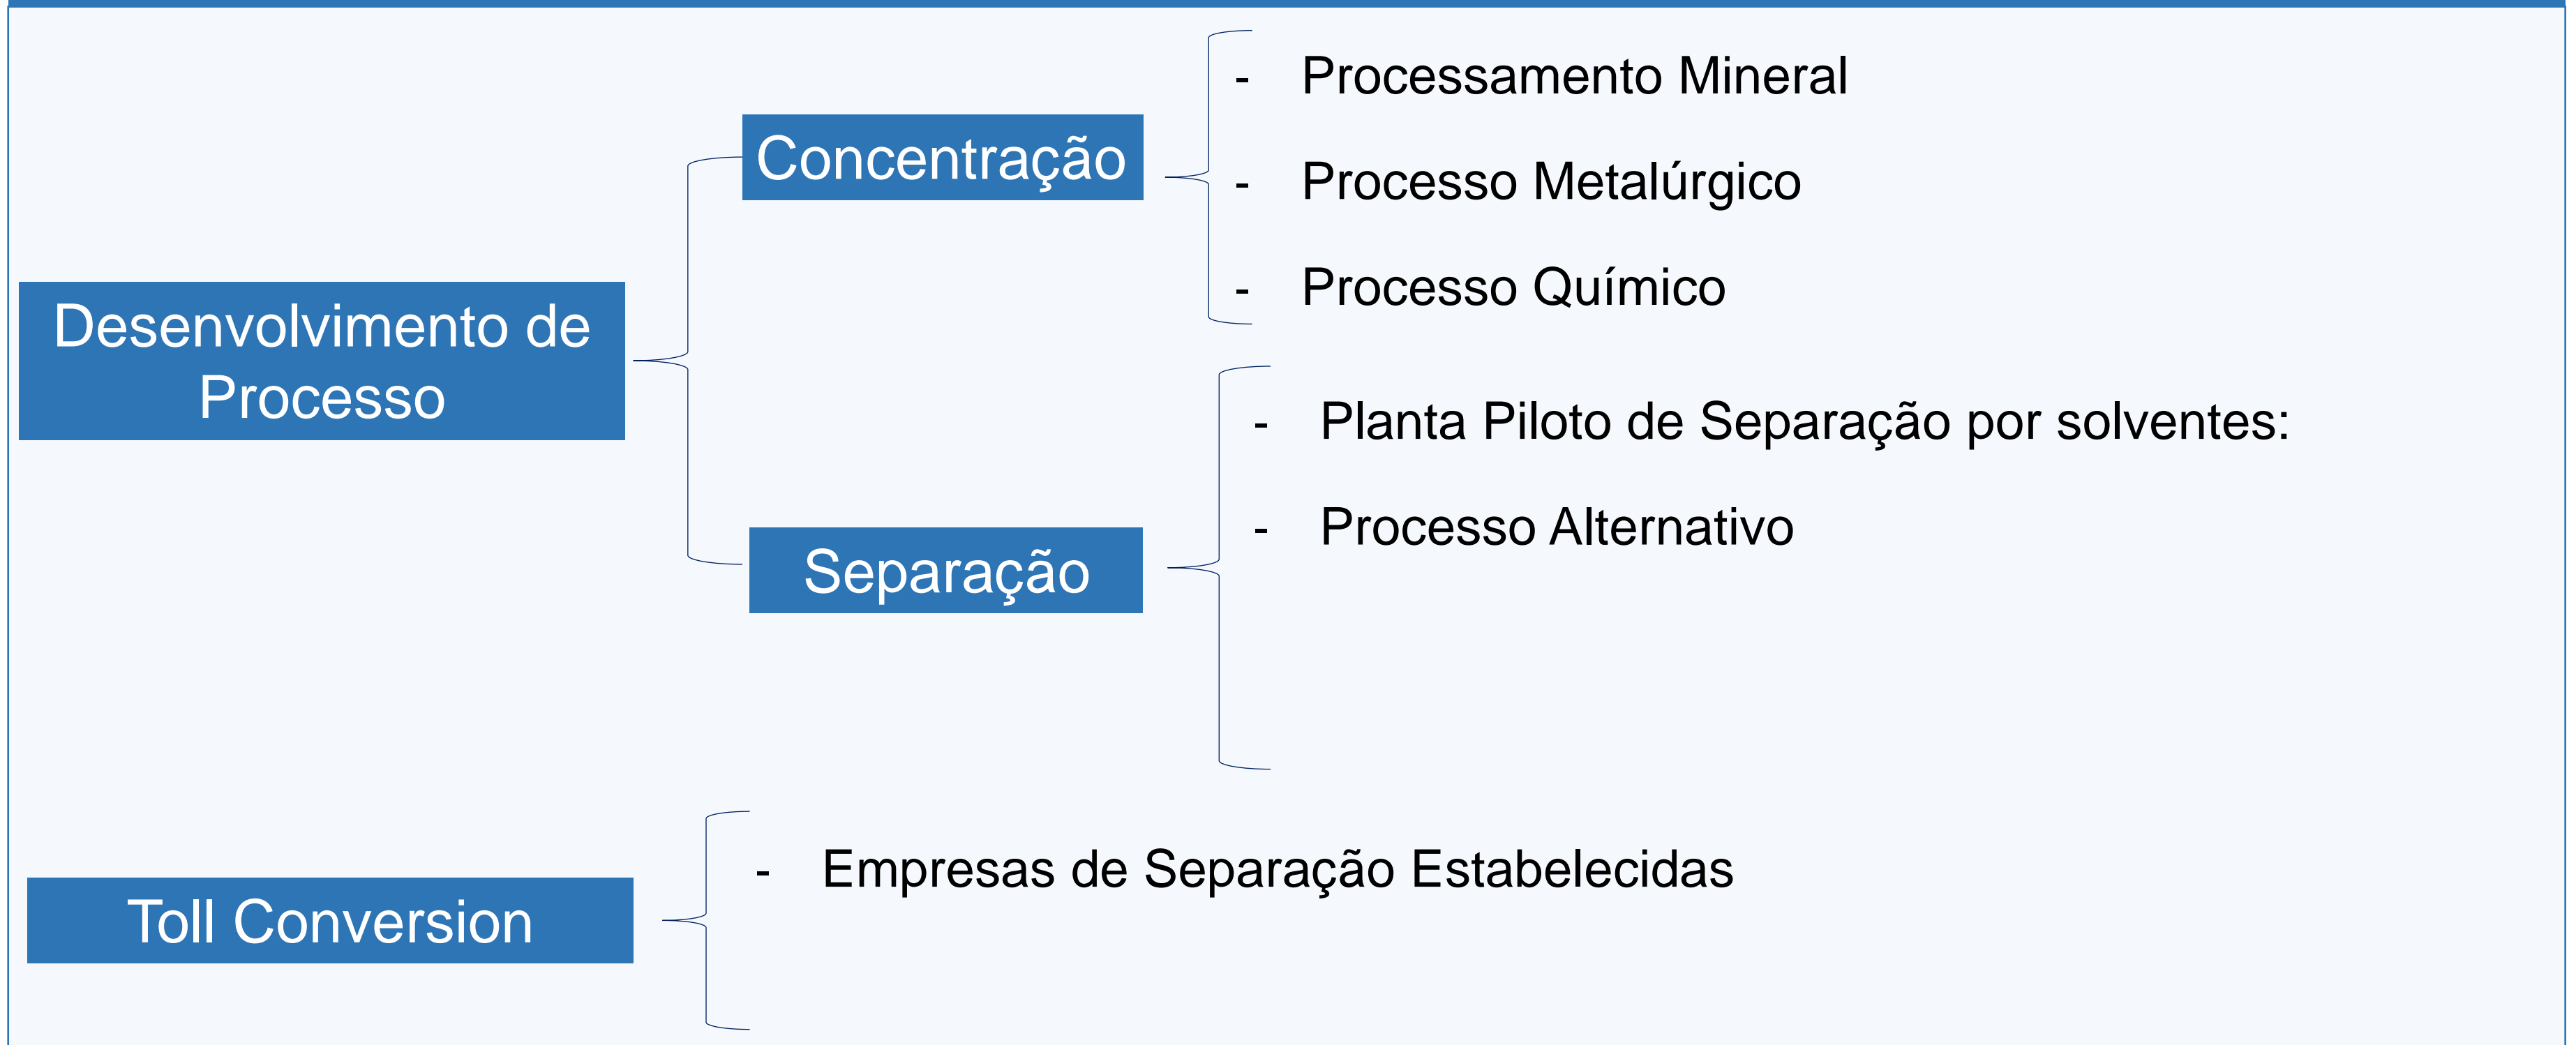 Desenvolvimento de
Processo
Concentração
- Processamento Mineral
- Processo Metalúrgico
- Processo Químico
Separação
- Planta Piloto de Separação por solventes:
- Processo Alternativo
Toll Conversion
- Empresas de Separação Estabelecidas